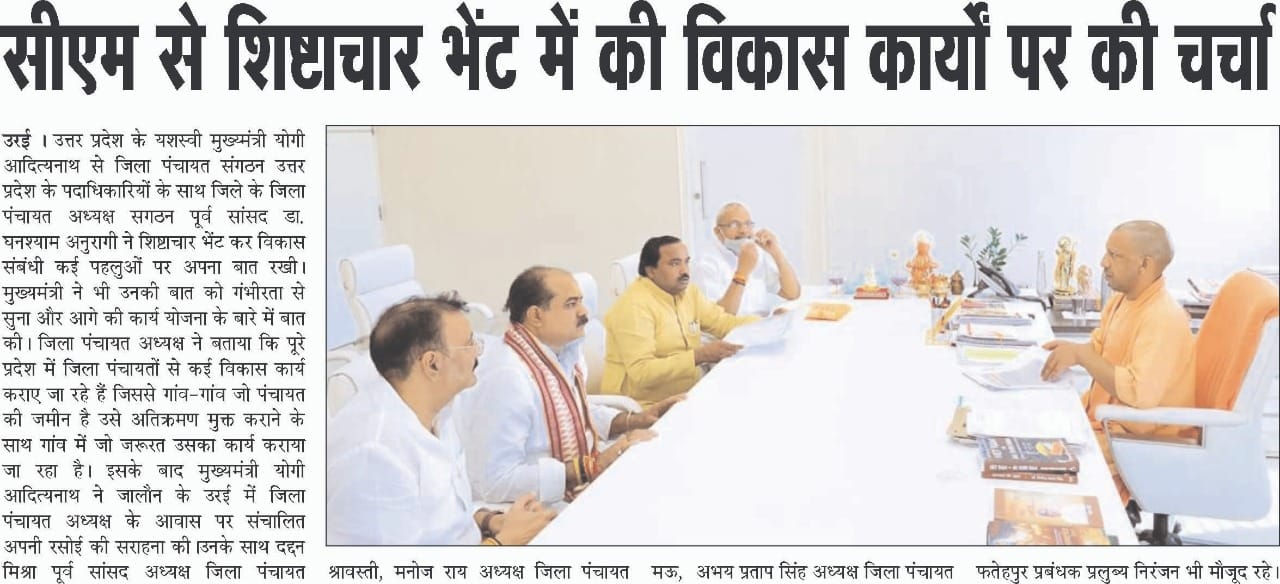 सीएम से शिष्टाचार भेंट में की विकास कार्यों पर की चर्चा
उरई । उत्तर प्रदेश के यशस्वी मुख्यमंत्री योगी
आदित्यनाथ से जिला पंचायत संगठन उत्तर
प्रदेश के पदाधिकारियों के साथ जिले के जिला
पंचायत अध्यक्ष सगठन पूर्व सांसद डा.
घनश्याम अनुरागी ने शिष्टाचार भेंट कर विकास
संबंधी कई पहलुओं पर अपना बात रखी।
मुख्यमंत्री ने भी उनकी बात को गंभीरता से
सुना और आगे की कार्य योजना के बारे में बात
की। जिला पंचायत अध्यक्ष ने बताया कि पूरे
प्रदेश में जिला पंचायतों से कई विकास कार्य
कराए जा रहे हैं जिससे गांव-गांव जो पंचायत
की जमीन है उसे अतिक्रमण मुक्त कराने के
साथ गांव में जो जरूरत उसका कार्य कराया
जा रहा है। इसके बाद मुख्यमंत्री योगी
आदित्यनाथ ने जालौन के उरई में जिला
पंचायत अध्यक्ष के आवास पर संचालित
अपनी रसोई की सराहना की।उनके साथ दद्दन
मिश्रा पूर्व सांसद अध्यक्ष जिला पंचायत
श्रावस्ती, मनोज राय अध्यक्ष जिला पंचायत
मऊ, अभय प्रताप सिंह अध्यक्ष जिला पंचायत
फतेहपुर प्रबंधक प्रलुब्य निरंजन भी मौजूद रहे।